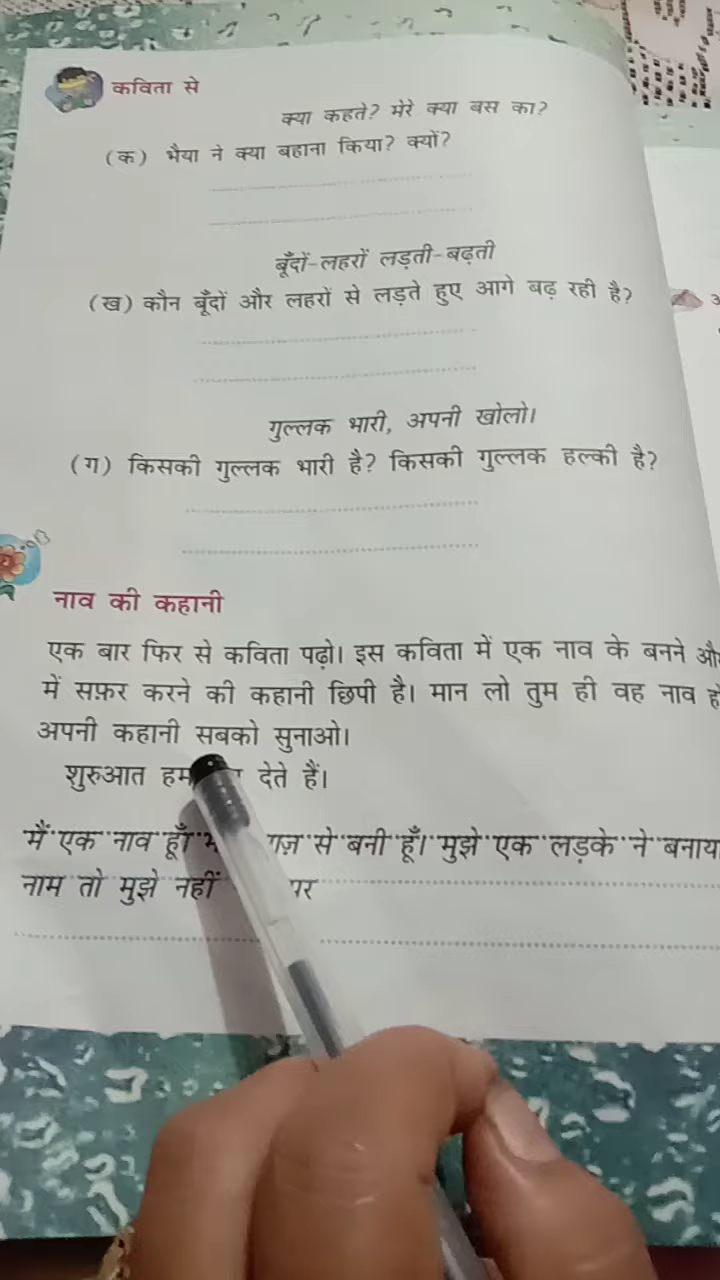 कविता से
क्या कहते? मेरे क्या बस का?
(क) भैया ने क्या बहाना किया? क्यों?
बूँदों-लहरों लड़ती-बढ़ती
(ख) कौन बूँदों और लहरों से लड़ते हुए आगे बढ़ रही है?
गुल्लक भारी, अपनी खोलो।
(ग) किसकी गुल्लक भारी है? किसकी गुल्लक हल्की है?
नाव की कहानी
एक बार फिर से कविता पढ़ो। इस कविता में एक नाव के बनने
में सफ़र करने की कहानी छिपी है। मान लो तुम ही वह नाव
अपनी कहानी सबको सुनाओ।
शुरुआत देते हैं।
मैं एक नाव हूँ। से बनी हूँ। मुझे एक लड़के ने
नाम तो मुझे नहीं पर